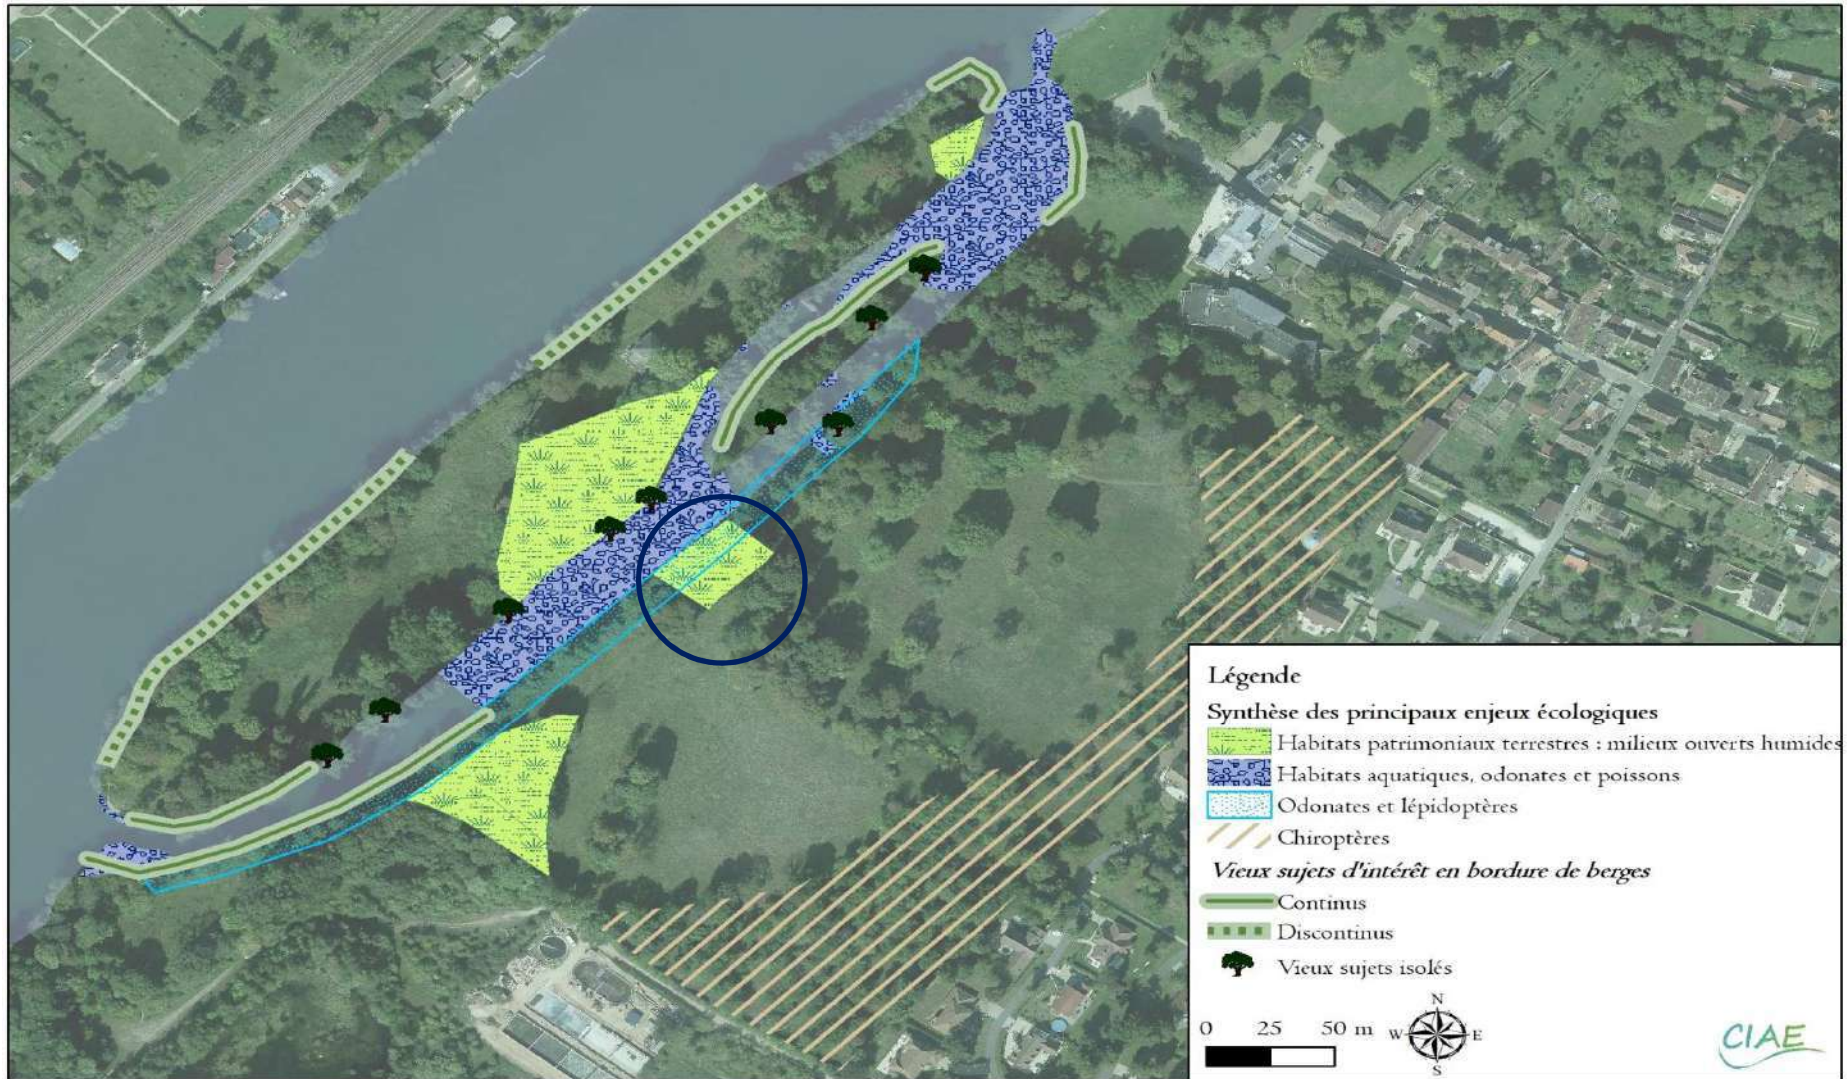 Légende
Synthèse des principaux enjeux écologiques
Habitats patrimoniaux terrestres : milieux ouverts humides
Habitats aquatiques, odonates et poissons
Odonates et lépidoptères
Chiroptères
Vieux sujets d'intérêt en bordure de berges
Continus
Discontinus
Vieux sujets isolés
N
0 25 50 m W E
S
CIAE